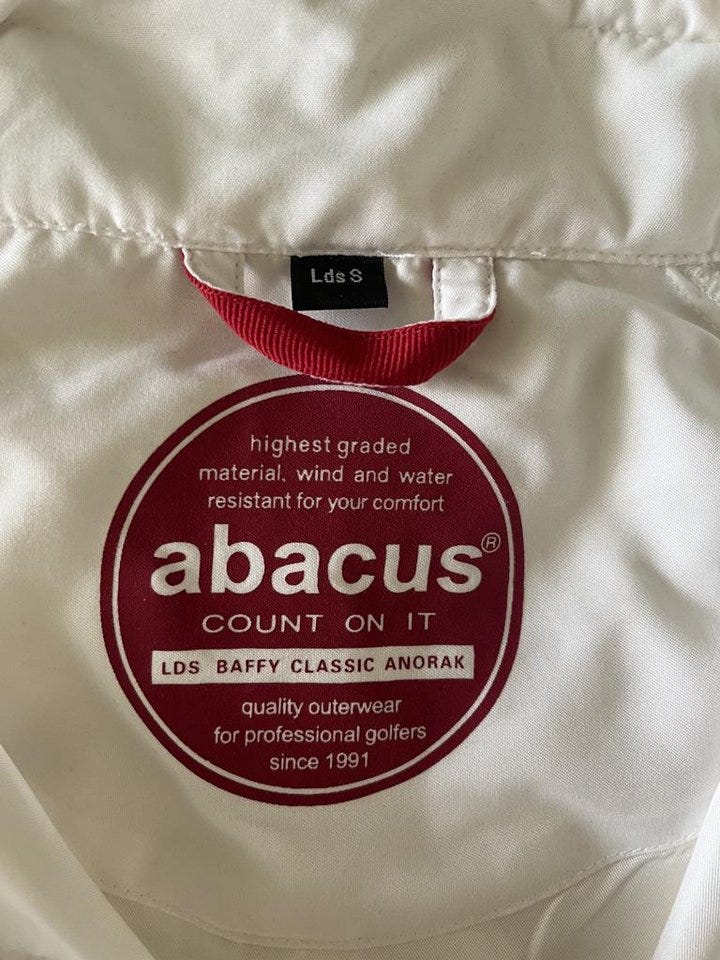 Lds S
highest graded
material, wind and water
resistant for your comfort
abacus®
COUNT ON IT
LDS BAFFY CLASSIC ANORAK
quality outerwear
for professional golfers
since 1991